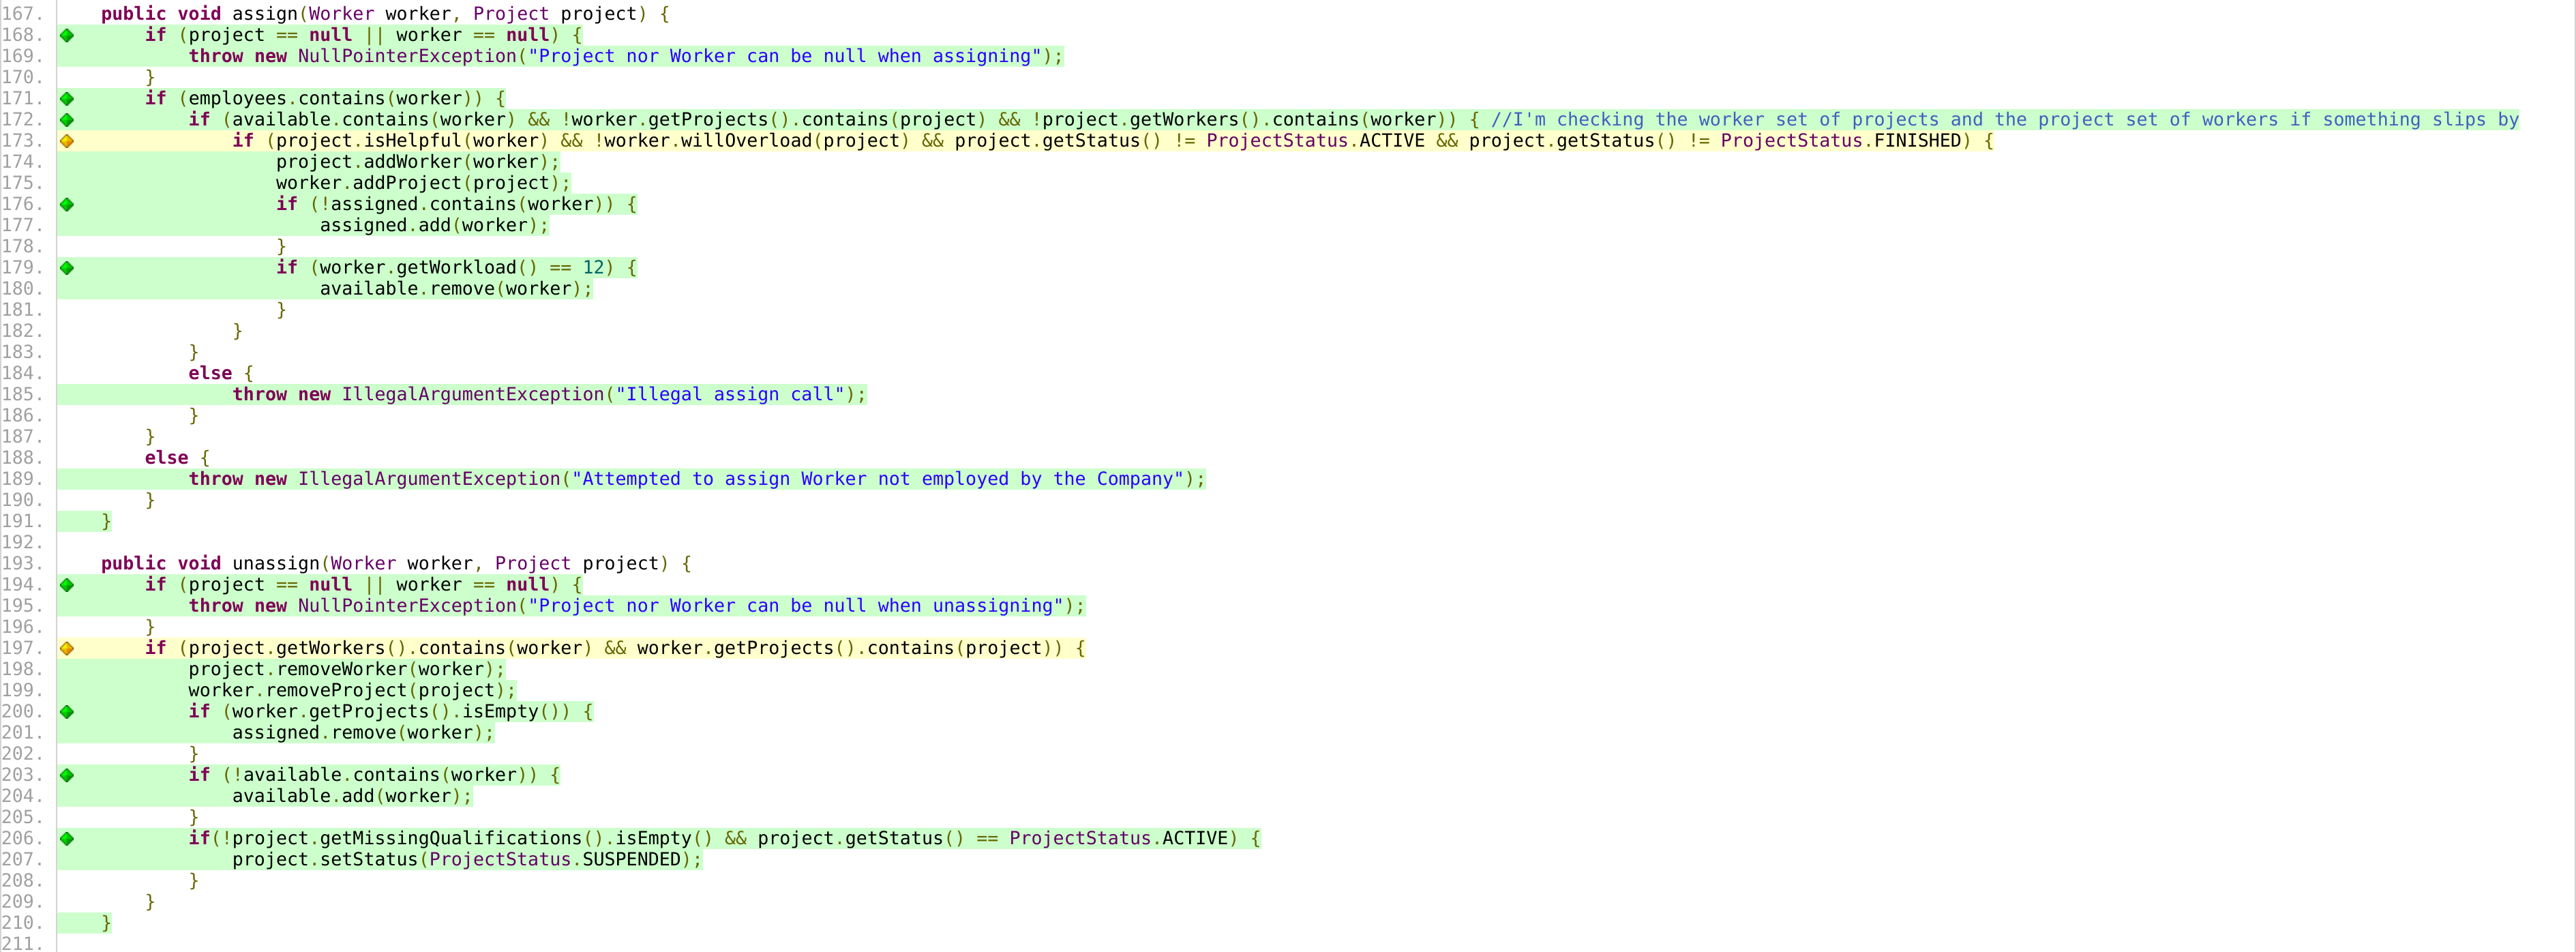 167. public void assign(Worker worker, Project project) {
168. if (project == null || worker == null) {
169. throw new NullPointerException("Project nor Worker can be null when assigning");
170. }
171. if (employees.contains(worker)) {
172. if (available.contains(worker) && !worker.getProjects().contains(project) && !project.getWorkers().contains(worker)) { //I'm checking the worker set of projects and the project set of workers if something slips by
173. if (project.isHelpful(worker) && !worker.willOverload(project) && project.getStatus() != ProjectStatus.ACTIVE && project.getStatus() != ProjectStatus.FINISHED) {
174. project.addWorker(worker);
175. worker.addProject(project);
176. if (!assigned.contains(worker)) {
177. assigned.add(worker);
178. }
179. if (worker.getWorkload() == 12) {
180. available.remove(worker);
181. }
182. }
183. }
184. else {
185. throw new IllegalArgumentException("Illegal assign call");
186. }
187. }
188. else {
189. throw new IllegalArgumentException("Attempted to assign Worker not employed by the Company");
190. }
191. }
192.
193. public void unassign(Worker worker, Project project) {
194. if (project == null || worker == null) {
195. throw new NullPointerException("Project nor Worker can be null when unassigning");
196. }
197. if (project.getWorkers().contains(worker) && worker.getProjects().contains(project)) {
198. project.removeWorker(worker);
199. worker.removeProject(project);
200. if (worker.getProjects().isEmpty()) {
201. assigned.remove(worker);
202. }
203. if (!available.contains(worker)) {
204. available.add(worker);
205. }
206. if(!project.getMissingQualifications().isEmpty() && project.getStatus() == ProjectStatus.ACTIVE) {
207. project.setStatus(ProjectStatus.SUSPENDED);
208. }
209. }
210. }
211.